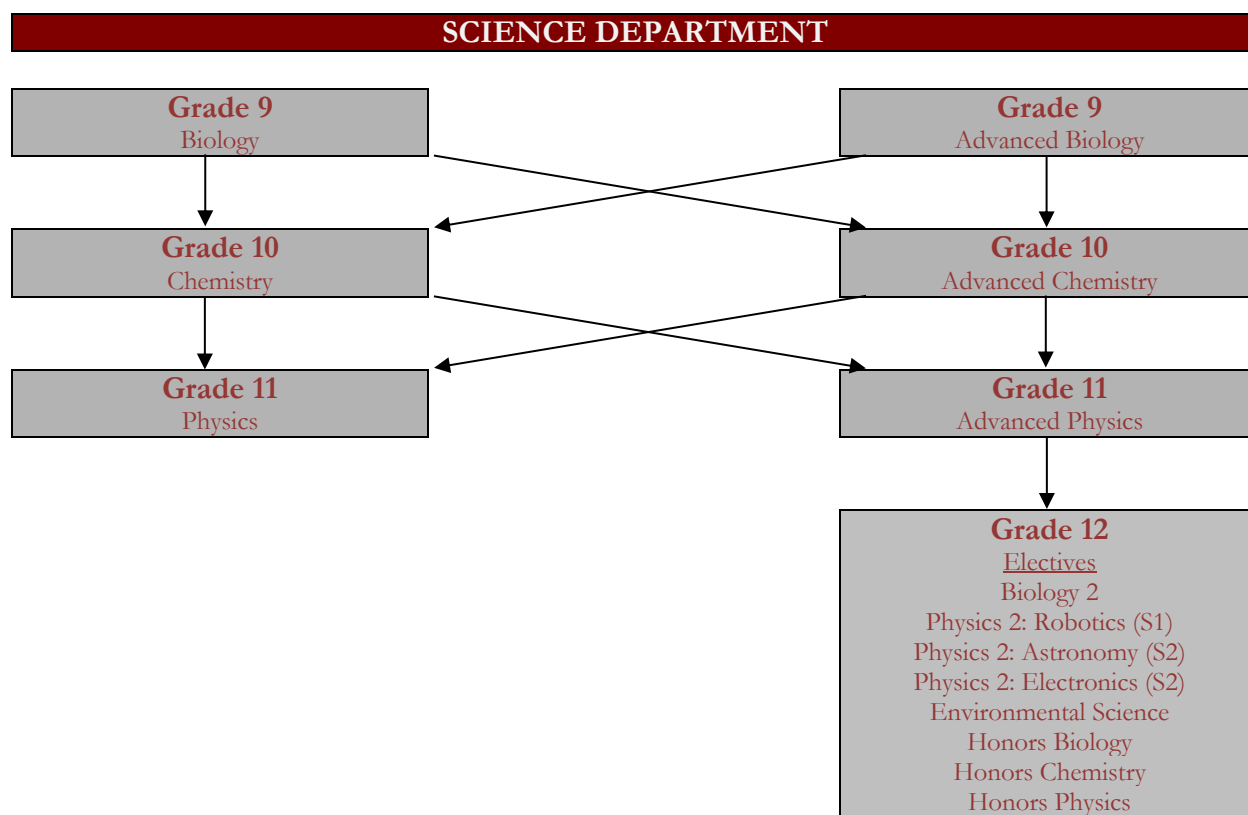 SCIENCE DEPARTMENT
Grade 9
Biology
Grade 9
Advanced Biology
Grade 10
Chemistry
Grade 10
Advanced Chemistry
Grade 11
Physics
Grade 11
Advanced Physics
Grade 12
Electives
Biology 2
Physics 2: Robotics (S1)
Physics 2: Astronomy (S2)
Physics 2: Electronics (S2)
Environmental Science
Honors Biology
Honors Chemistry
Honors Physics